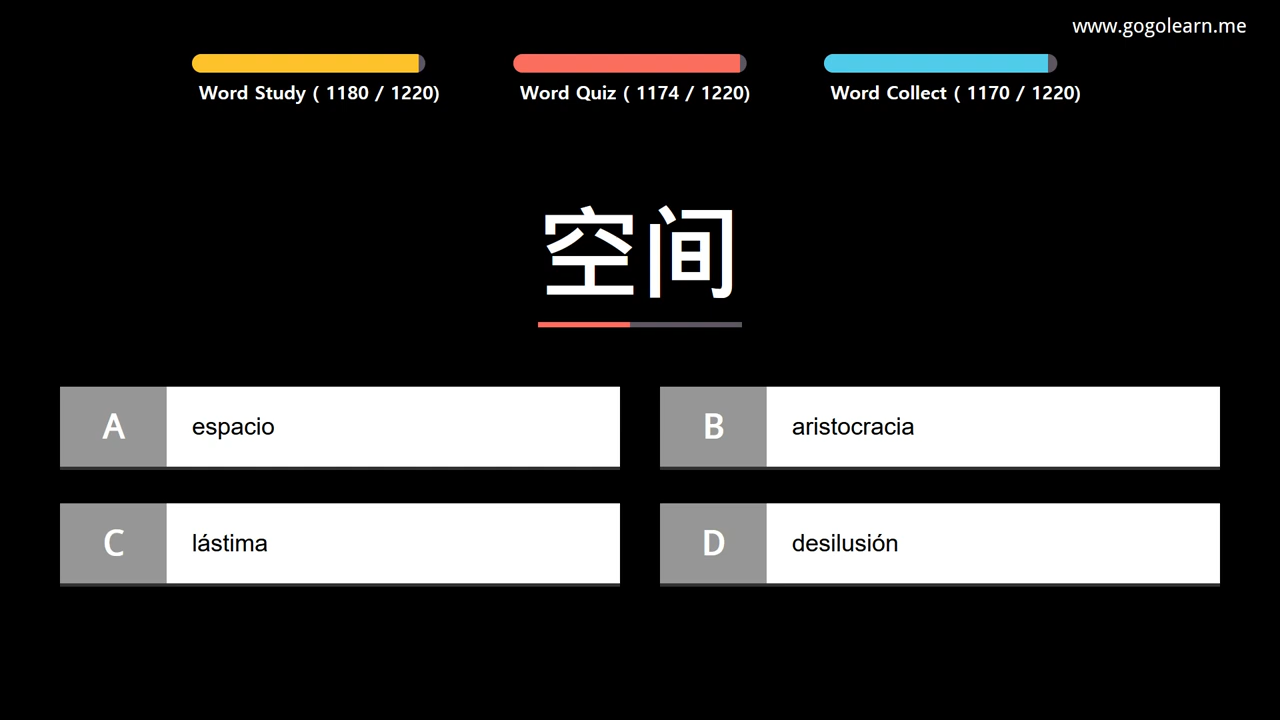 www.gogolearn.me
Word Study ( 1180 / 1220)
Word Quiz ( 1174 / 1220)
Word Collect ( 1170 / 1220)
空间
A espacio
B aristocracia
C lástima
D desilusión